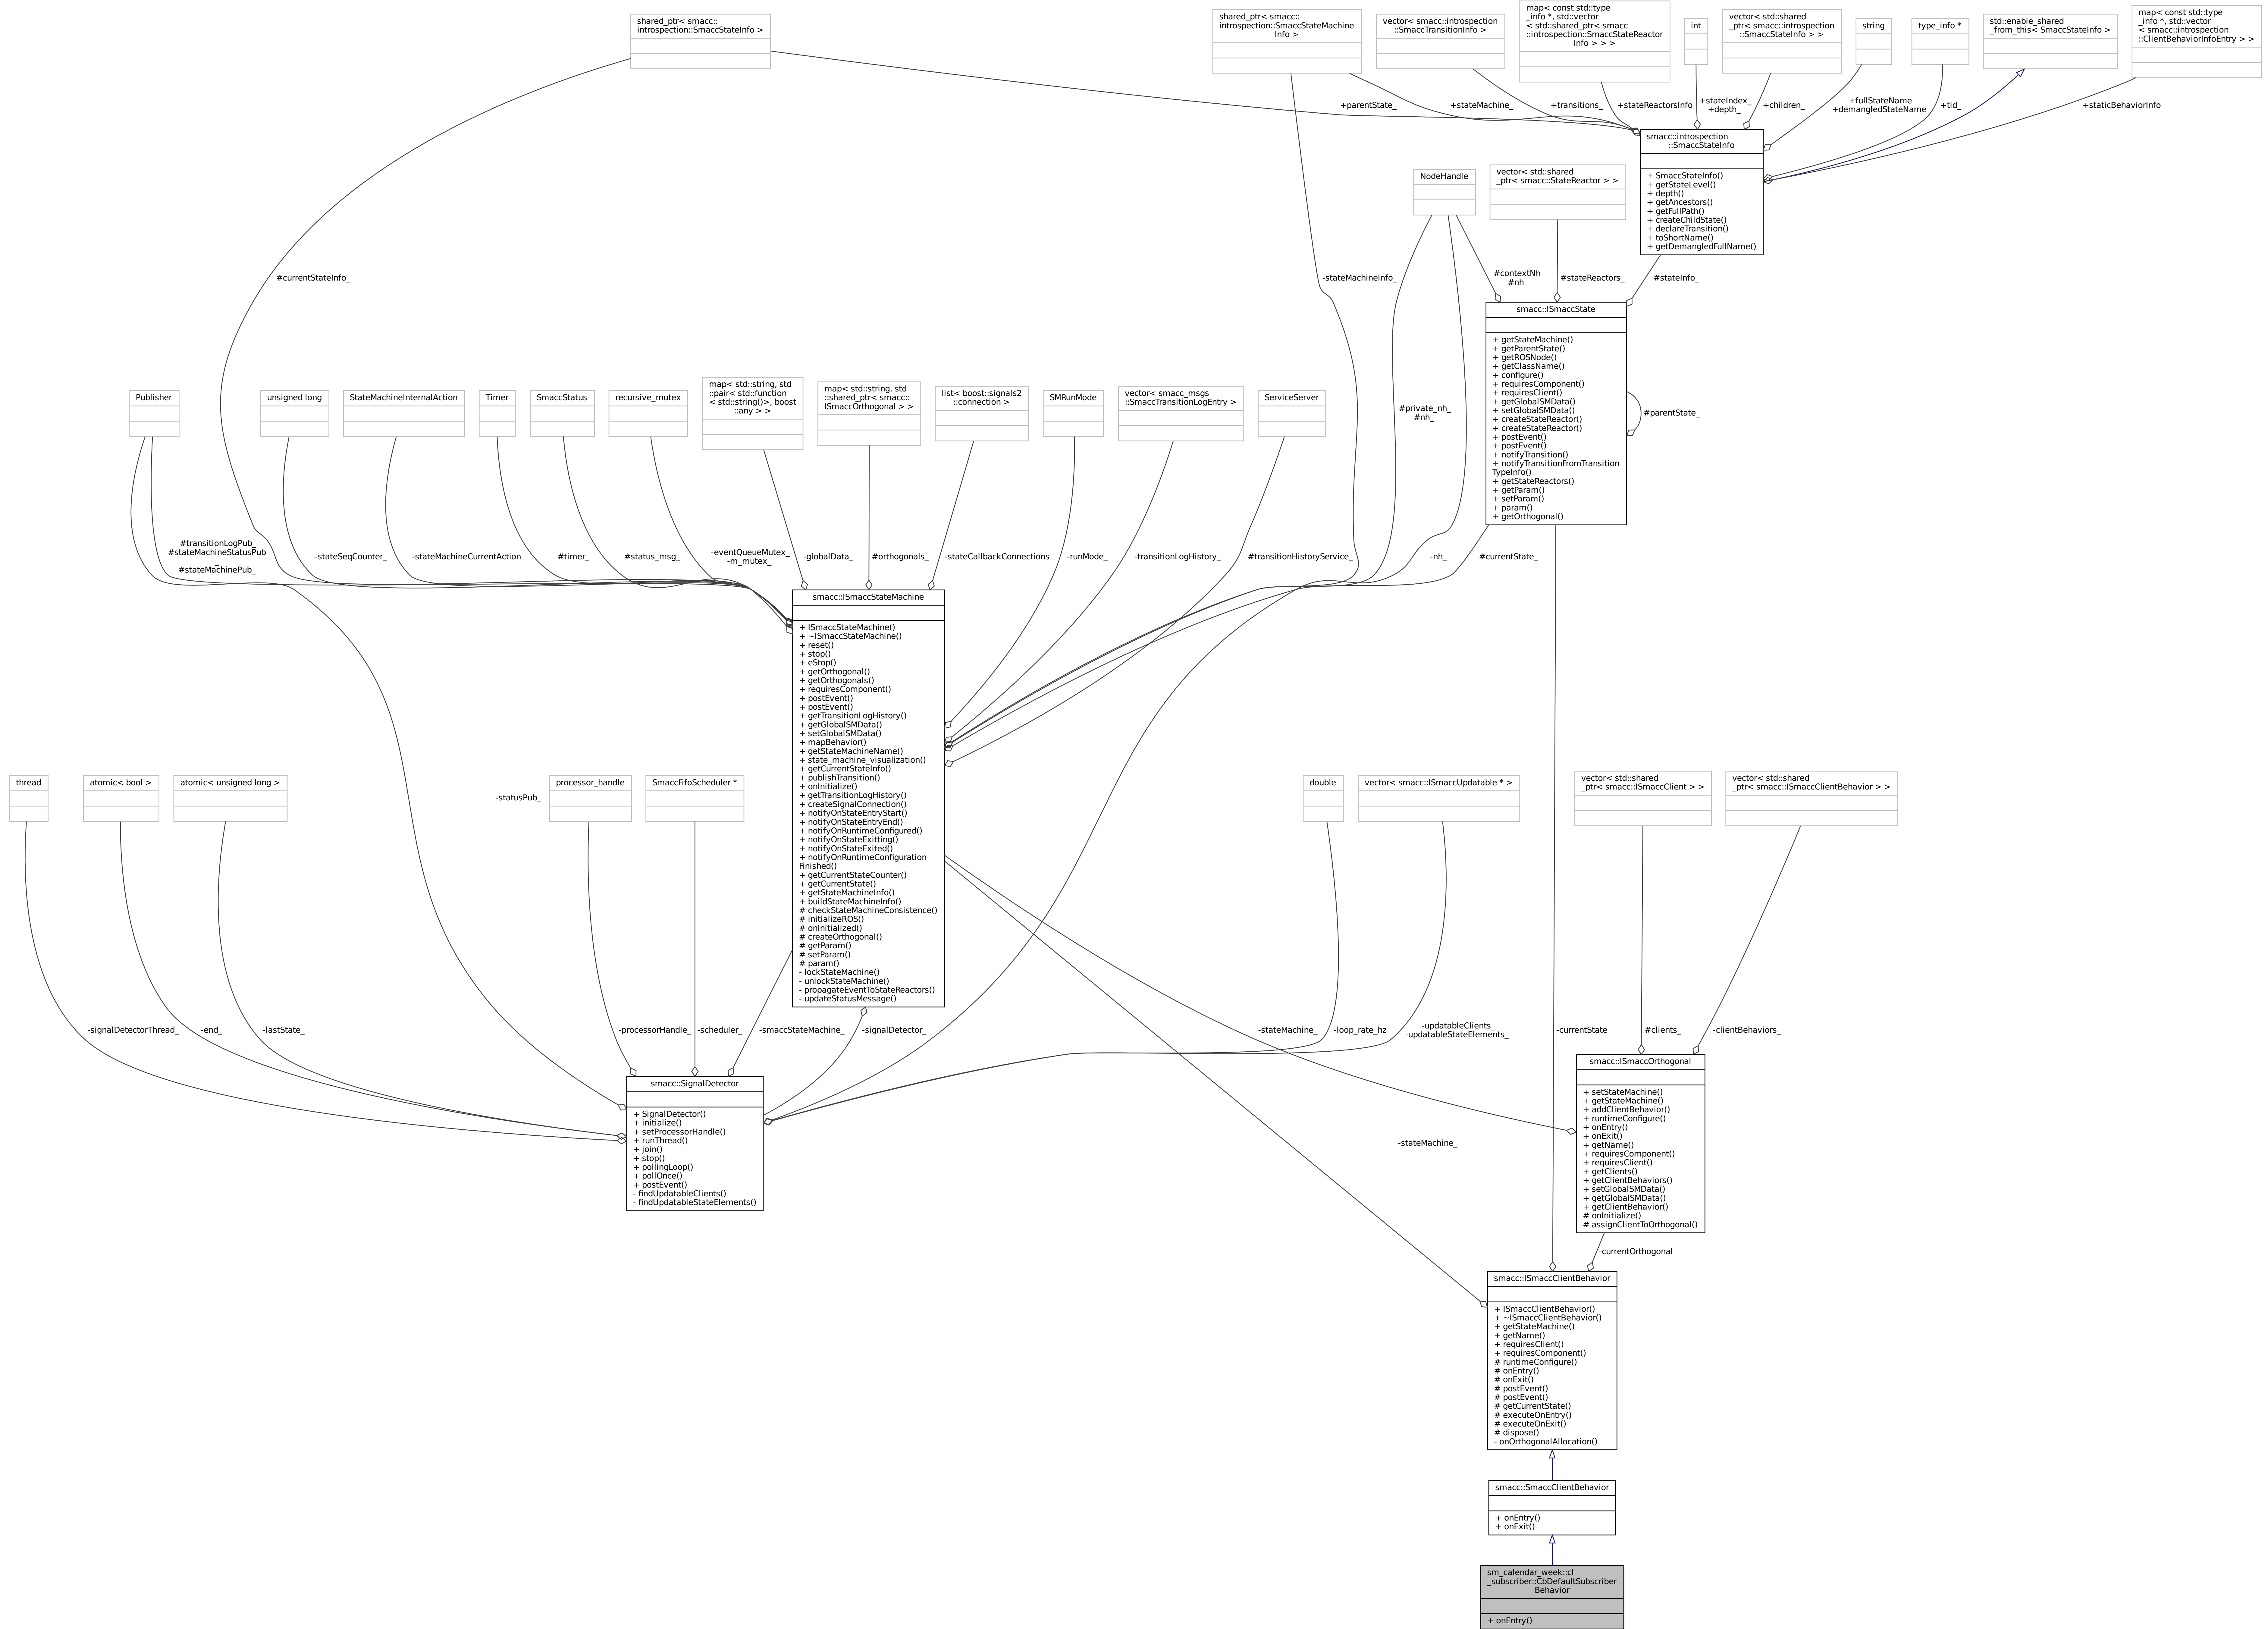 shared_ptr< smacc::
introspection::SmaccStateInfo >
shared_ptr< smacc::
introspection::SmaccStateMachine
Info >
vector< smacc::introspection
::SmaccTransitionInfo >
map< const std::type
_info *, std::vector
< std::shared_ptr< smacc
::introspection::SmaccStateReactor
Info > > >
int
vector< std::shared
_ptr< smacc::introspection
::SmaccStateInfo > >
string
type_info *
std::enable_shared
_from_this< SmaccStateInfo >
map< const std::type
_info *, std::vector
< smacc::introspection
::ClientBehaviorInfoEntry > >
+parentState_
+stateMachine_
+transitions_
+stateReactorsInfo
+stateIndex_
+depth_
+children_
+fullStateName
+demangledStateName
+tid_
+staticBehaviorInfo
smacc::introspection
::SmaccStateInfo
+ SmaccStateInfo()
+ getStateLevel()
+ depth()
+ getAncestors()
+ getFullPath()
+ createChildState()
+ declareTransition()
+ toShortName()
+ getDemangledFullName()
NodeHandle
vector< std::shared
_ptr< smacc::StateReactor > >
#currentStateInfo_
-stateMachineInfo_
#contextNh
#nh
#stateReactors_
#stateInfo_
smacc::ISmaccState
+ getStateMachine()
+ getParentState()
+ getROSNode()
+ getClassName()
+ configure()
+ requiresComponent()
+ requiresClient()
+ getGlobalSMData()
+ setGlobalSMData()
+ createStateReactor()
+ createStateReactor()
+ postEvent()
+ postEvent()
+ notifyTransition()
+ notifyTransitionFromTransition
TypeInfo()
+ getStateReactors()
+ getParam()
+ setParam()
+ param()
+ getOrthogonal()
#parentState_
#private_nh_
#nh_
Publisher
unsigned long
StateMachineInternalAction
Timer
SmaccStatus
recursive_mutex
map< std::string, std
::pair< std::function
< std::string()>, boost
::any > >
map< std::string, std
::shared_ptr< smacc::
ISmaccOrthogonal > >
list< boost::signals2
::connection >
SMRunMode
vector< smacc_msgs
::SmaccTransitionLogEntry >
ServiceServer
#transitionLogPub_
#stateMachineStatusPub
_
#stateMachinePub_
-stateSeqCounter_
-stateMachineCurrentAction
#timer_
#status_msg_
-eventQueueMutex_
-m_mutex_
-globalData_
#orthogonals_
-stateCallbackConnections
-runMode_
-transitionLogHistory_
#transitionHistoryService_
-nh_
#currentState_
smacc::ISmaccStateMachine
+ ISmaccStateMachine()
+ ~ISmaccStateMachine()
+ reset()
+ stop()
+ eStop()
+ getOrthogonal()
+ getOrthogonals()
+ requiresComponent()
+ postEvent()
+ postEvent()
+ getTransitionLogHistory()
+ getGlobalSMData()
+ setGlobalSMData()
+ mapBehavior()
+ getStateMachineName()
+ state_machine_visualization()
+ getCurrentStateInfo()
+ publishTransition()
+ onInitialize()
+ getTransitionLogHistory()
+ createSignalConnection()
+ notifyOnStateEntryStart()
+ notifyOnStateEntryEnd()
+ notifyOnRuntimeConfigured()
+ notifyOnStateExitting()
+ notifyOnStateExited()
+ notifyOnRuntimeConfiguration
Finished()
+ getCurrentStateCounter()
+ getCurrentState()
+ getStateMachineInfo()
+ buildStateMachineInfo()
# checkStateMachineConsistence()
# initializeROS()
# onInitialized()
# createOrthogonal()
# getParam()
# setParam()
# param()
- lockStateMachine()
- unlockStateMachine()
- propagateEventToStateReactors()
- updateStatusMessage()
thread
atomic< bool >
atomic< unsigned long >
-statusPub_
processor_handle
SmaccFifoScheduler *
double
vector< smacc::ISmaccUpdatable * >
vector< std::shared
_ptr< smacc::ISmaccClient > >
vector< std::shared
_ptr< smacc::ISmaccClientBehavior > >
-signalDetectorThread_
-end_
-lastState_
-processorHandle_
-scheduler_
-smaccStateMachine_
-signalDetector_
-stateMachine_
-loop_rate_hz
-updatableClients_
-updatableStateElements_
-currentState
#clients_
-clientBehaviors_
smacc::SignalDetector
+ SignalDetector()
+ initialize()
+ setProcessorHandle()
+ runThread()
+ join()
+ stop()
+ pollingLoop()
+ pollOnce()
+ postEvent()
- findUpdatableClients()
- findUpdatableStateElements()
smacc::ISmaccOrthogonal
+ setStateMachine()
+ getStateMachine()
+ addClientBehavior()
+ runtimeConfigure()
+ onEntry()
+ onExit()
+ getName()
+ requiresComponent()
+ requiresClient()
+ getClients()
+ getClientBehaviors()
+ setGlobalSMData()
+ getGlobalSMData()
+ getClientBehavior()
# onInitialize()
# assignClientToOrthogonal()
-stateMachine_
-currentOrthogonal
smacc::ISmaccClientBehavior
+ ISmaccClientBehavior()
+ ~ISmaccClientBehavior()
+ getStateMachine()
+ getName()
+ requiresClient()
+ requiresComponent()
# runtimeConfigure()
# onEntry()
# onExit()
# postEvent()
# postEvent()
# getCurrentState()
# executeOnEntry()
# executeOnExit()
# dispose()
- onOrthogonalAllocation()
smacc::SmaccClientBehavior
+ onEntry()
+ onExit()
sm_calendar_week::cl
_subscriber::CbDefaultSubscriber
Behavior
+ onEntry()